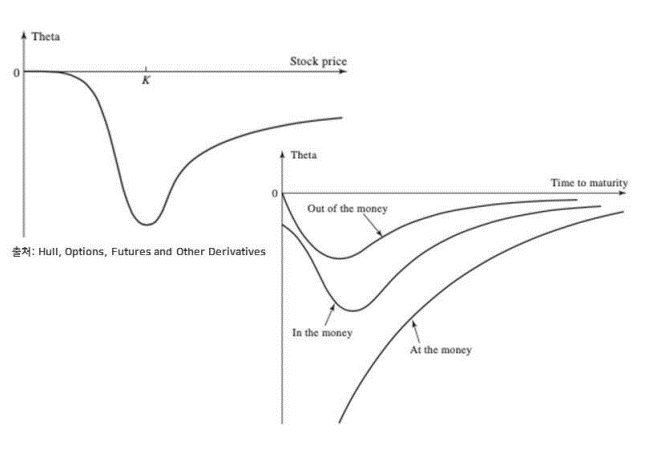 Theta
Stock price
0
K
Theta
Time to maturity
0
Out of the money
출처: Hull, Options, Futures and Other Derivatives
In the money
At the money